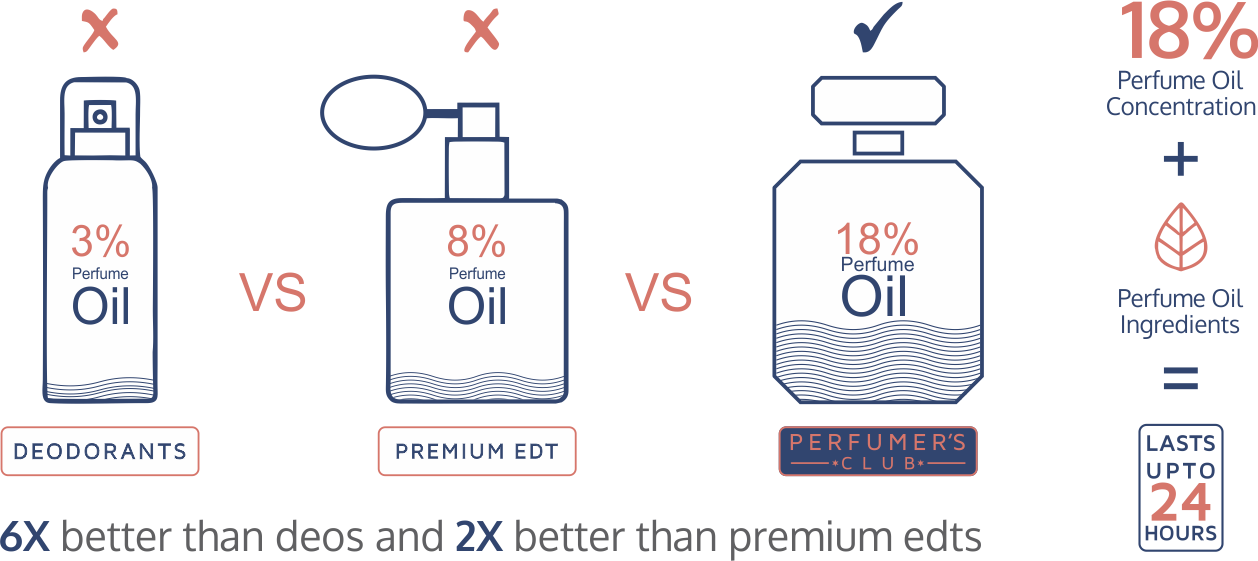 3%
Perfume
Oil
DEODORANTS
VS
8%
Perfume
Oil
PREMIUM EDT
VS
18%
Perfume
Oil
PERFUMER'S
*CLUB*
18%
Perfume Oil
Concentration
+
Perfume Oil
Ingredients
=
LASTS
UPTO
24
HOURS
6X better than deos and 2X better than premium edts